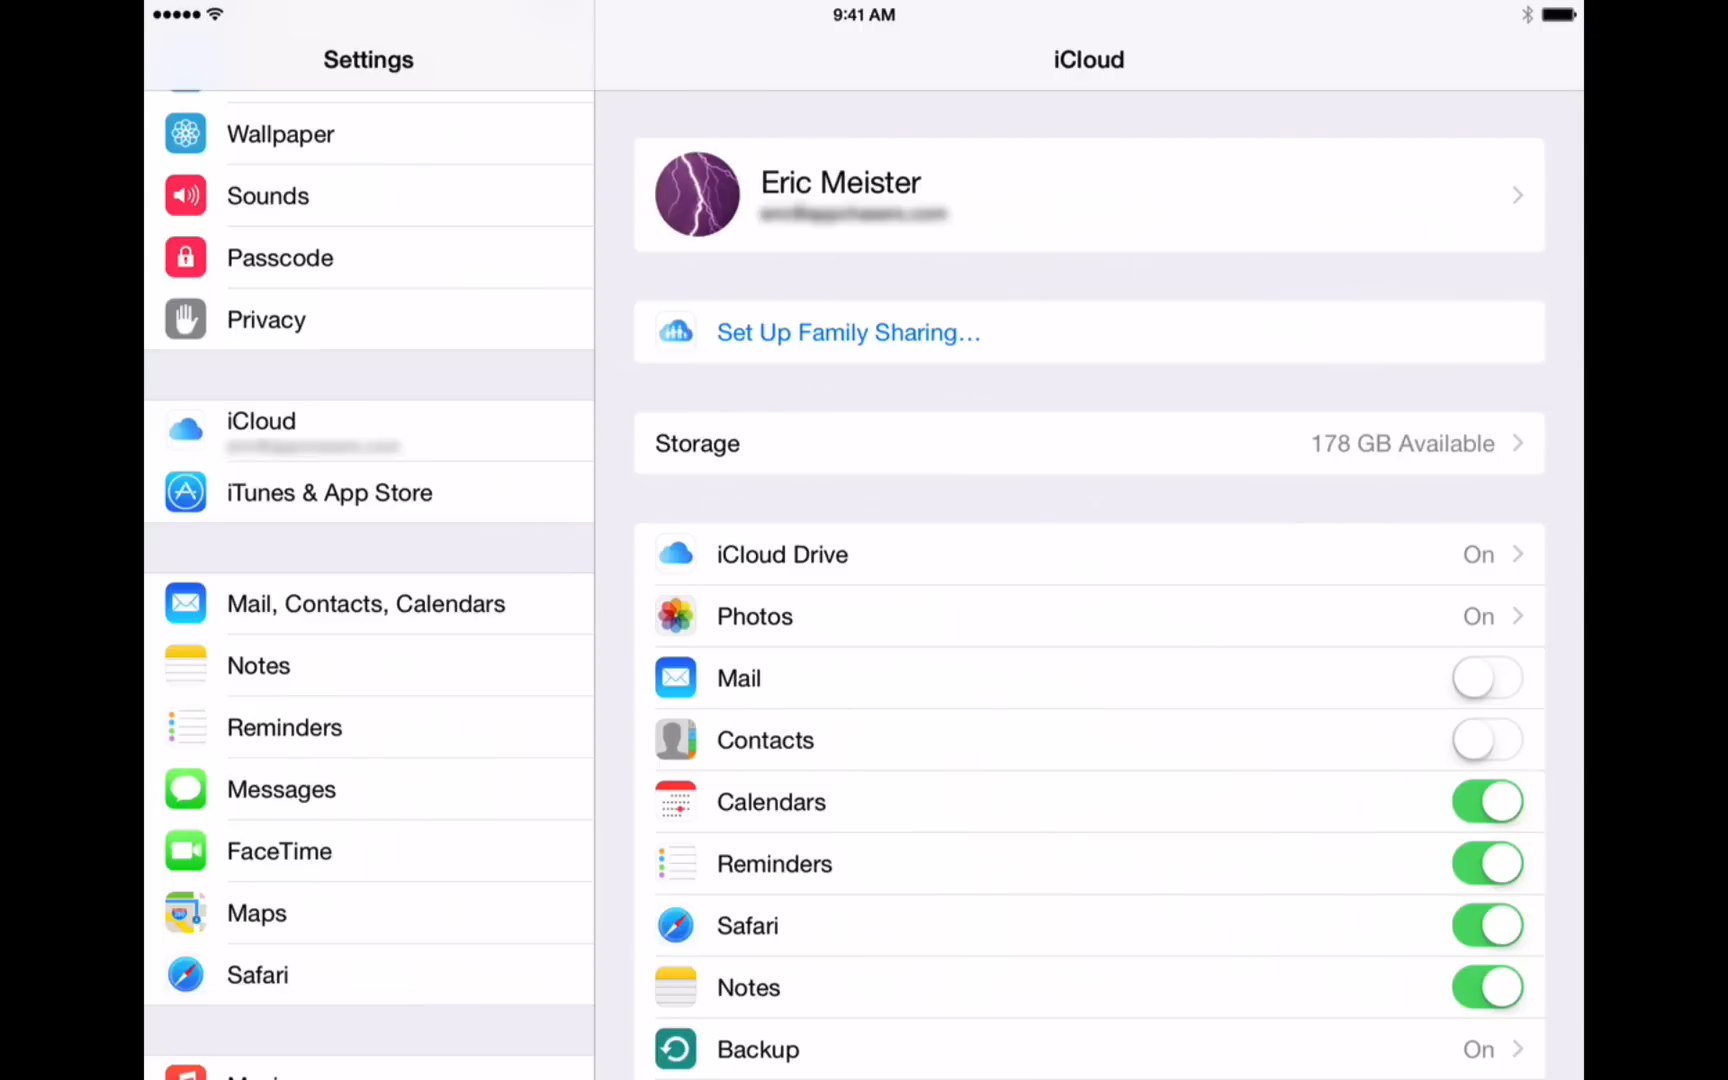 9:41 AM
Settings
iCloud
Wallpaper
Sounds
Passcode
Privacy
iCloud
iTunes & App Store
Mail, Contacts, Calendars
Notes
Reminders
Messages
FaceTime
Maps
Safari
Eric Meister
Set Up Family Sharing...
Storage 178 GB Available
iCloud Drive On
Photos On
Mail
Contacts
Calendars
Reminders
Safari
Notes
Backup On